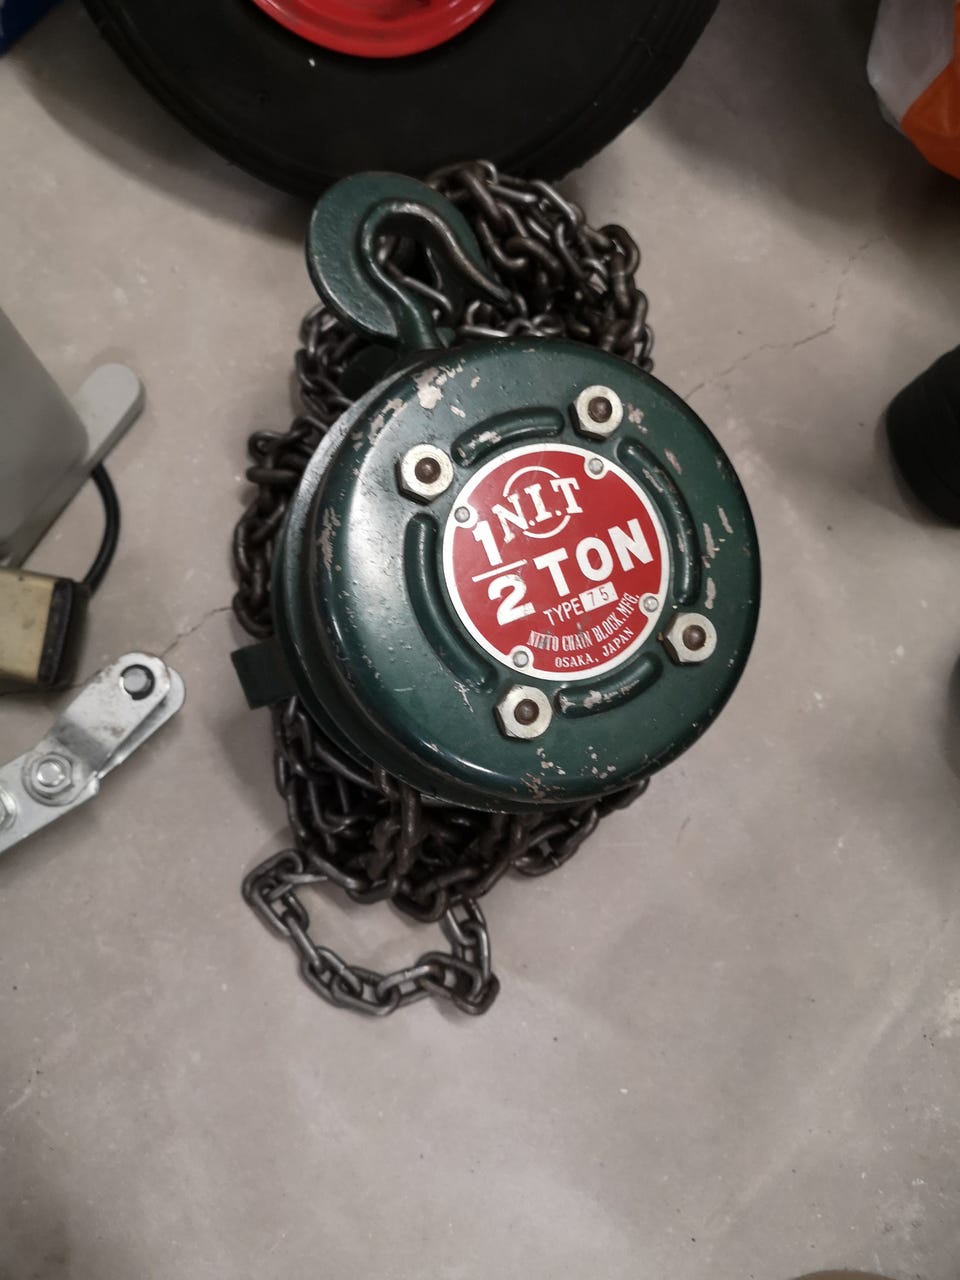 N.I.T
1/2 TON
TYPE 75
NITTO CHAIN BLOCK.MFG.
OSAKA, JAPAN